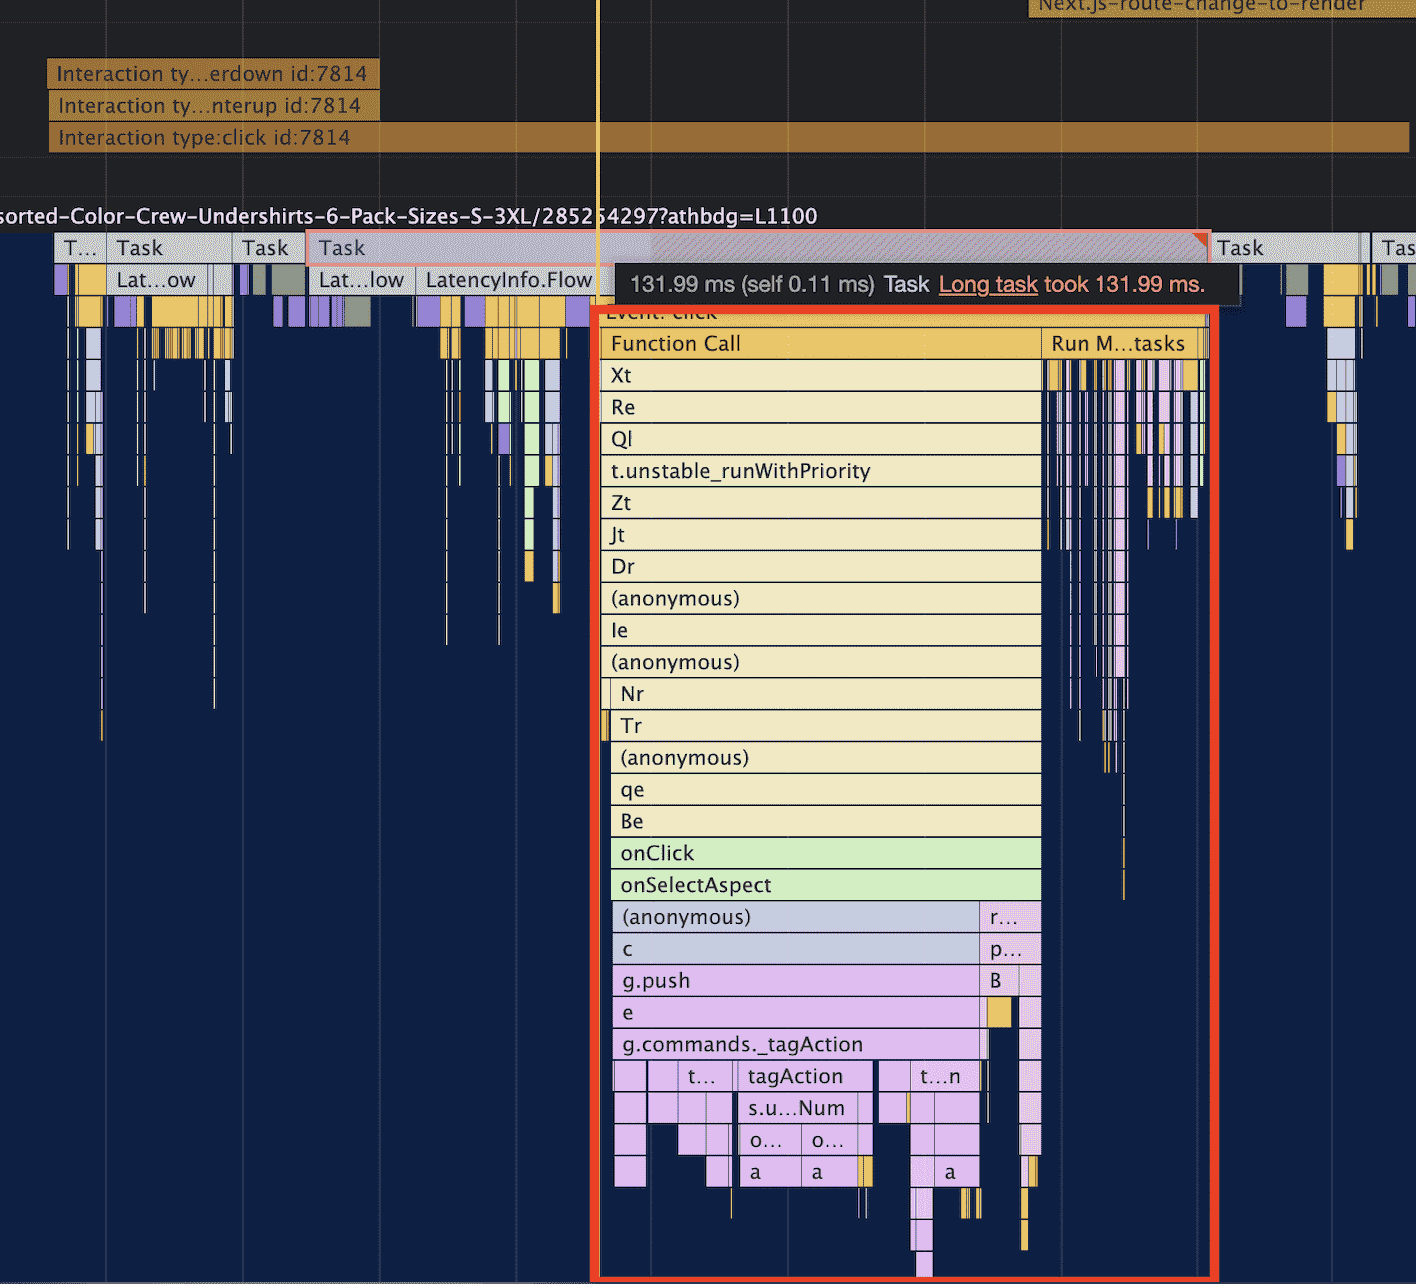 Next.js-route-change-to-render
Interaction ty...erdown id:7814
Interaction ty...nterup id:7814
Interaction type:click id:7814
sorted-Color-Crew-Undershirts-6-Pack-Sizes-S-3XL/285254297?athbdg=L1100
T... Task Task Task Task Tas
Lat...ow Lat...low LatencyInfo.Flow
131.99 ms (self 0.11 ms) Task Long task took 131.99 ms.
Event: click
Function Call Run M...tasks
Xt
Re
Ql
t.unstable_runWithPriority
Zt
Jt
Dr
(anonymous)
Ie
(anonymous)
Nr
Tr
(anonymous)
qe
Be
onClick
onSelectAspect
(anonymous) r...
c p...
g.push B
e
g.commands._tagAction
t... tagAction t...n
s.u...Num
o... o...
a a a